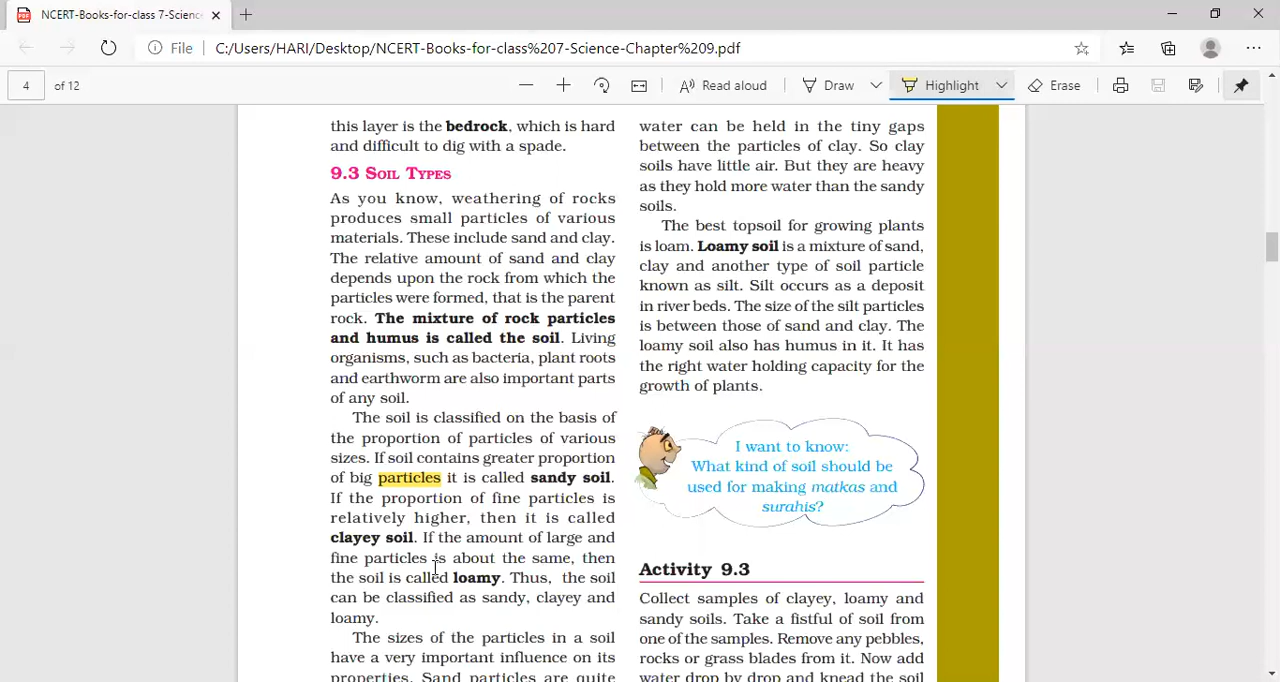 NCERT-Books-for-class 7-Scienc
File
C:/Users/HARI/Desktop/NCERT-Books-for-class%207-Science-Chapter%209.pdf
4 of 12
Read aloud
Draw
Highlight
Erase
this layer is the bedrock, which is hard
and difficult to dig with a spade.
9.3 SOIL TYPES
As you know, weathering of rocks
produces small particles of various
materials. These include sand and clay.
The relative amount of sand and clay
depends upon the rock from which the
particles were formed, that is the parent
rock. The mixture of rock particles
and humus is called the soil. Living
organisms, such as bacteria, plant roots
and earthworm are also important parts
of any soil.
The soil is classified on the basis of
the proportion of particles of various
sizes. If soil contains greater proportion
of big particles it is called sandy soil.
If the proportion of fine particles is
relatively higher, then it is called
clayey soil. If the amount of large and
fine particles is about the same, then
the soil is called loamy. Thus, the soil
can be classified as sandy, clayey and
loamy.
The sizes of the particles in a soil
have a very important influence on its
properties. Sand particles are quite
water can be held in the tiny gaps
between the particles of clay. So clay
soils have little air. But they are heavy
as they hold more water than the sandy
soils.
The best topsoil for growing plants
is loam. Loamy soil is a mixture of sand,
clay and another type of soil particle
known as silt. Silt occurs as a deposit
in river beds. The size of the silt particles
is between those of sand and clay. The
loamy soil also has humus in it. It has
the right water holding capacity for the
growth of plants.
I want to know:
What kind of soil should be
used for making matkas and
surahis?
Activity 9.3
Collect samples of clayey, loamy and
sandy soils. Take a fistful of soil from
one of the samples. Remove any pebbles,
rocks or grass blades from it. Now add
water drop by drop and knead the soil